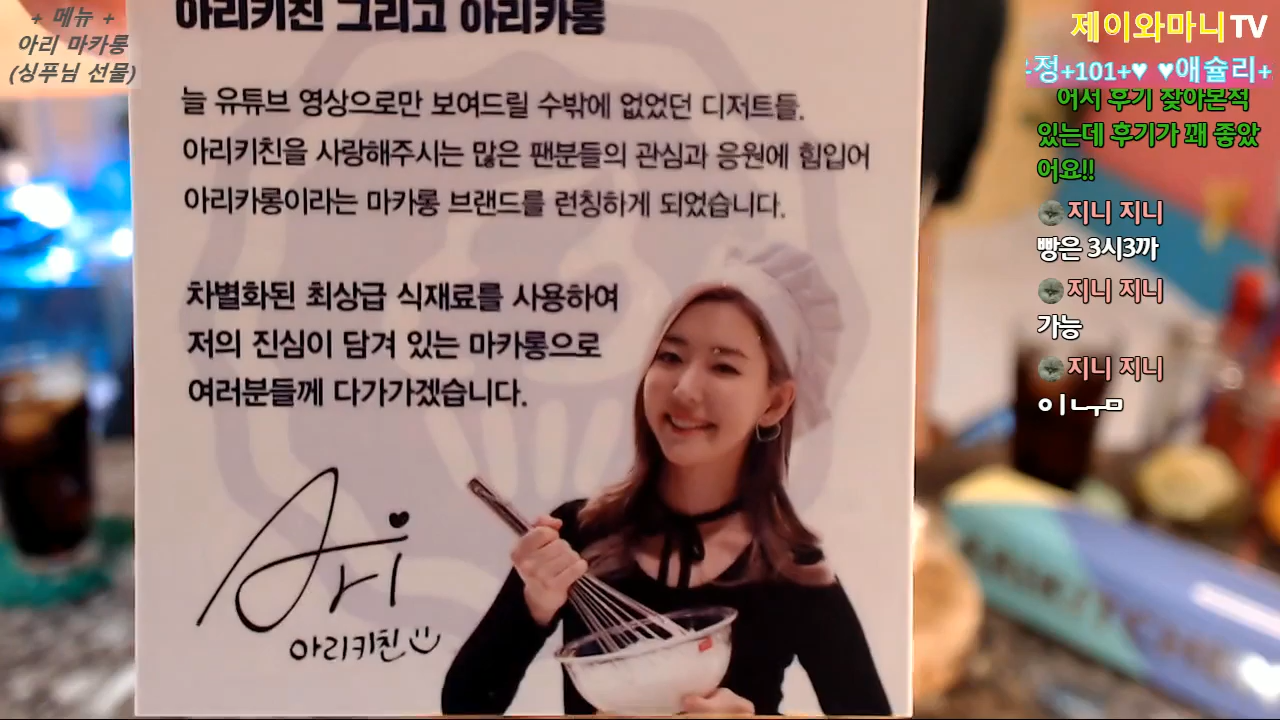 + 메뉴 +
아리 마카롱
(싱푸님 선물)
아리키친 그리고 아리카롱
늘 유튜브 영상으로만 보여드릴 수밖에 없었던 디저트들.
아리키친을 사랑해주시는 많은 팬분들의 관심과 응원에 힘입어
아리카롱이라는 마카롱 브랜드를 런칭하게 되었습니다.
차별화된 최상급 식재료를 사용하여
저의 진심이 담겨 있는 마카롱으로
여러분들께 다가가겠습니다.
Ari
아리키친
제이와마니TV
정+101+♥ ♥애슐리+
어서 후기 찾아본적
있는데 후기가 꽤 좋았
어요!!
지니 지니
빵은 3시3까
지니 지니
가능
지니 지니
ㅇㅣㄴㅜㅁ